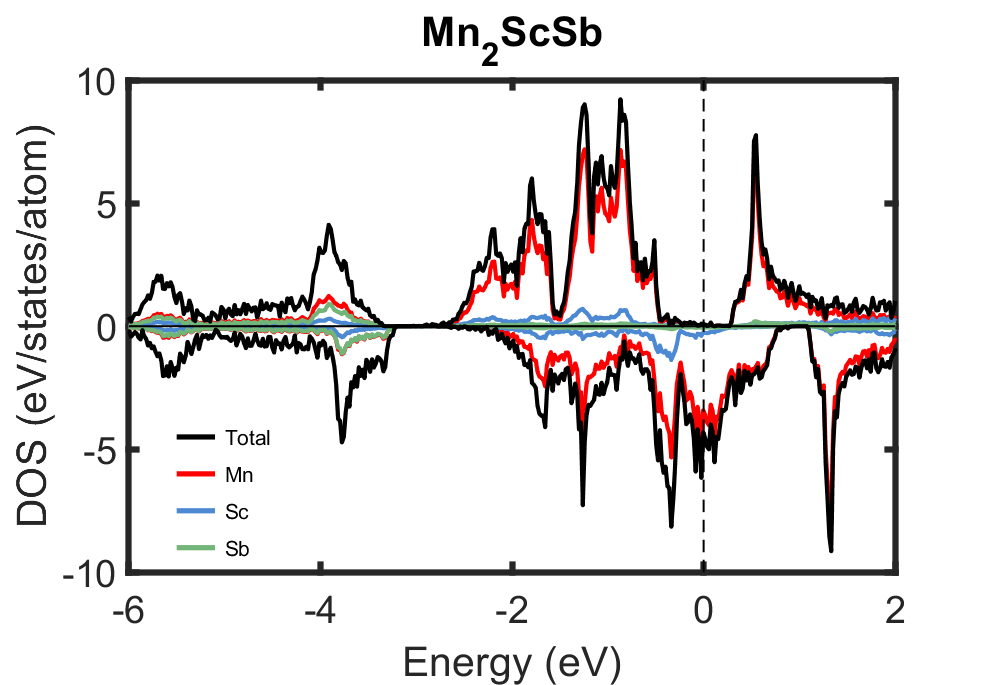 Mn₂ScSb
DOS (eV/states/atom)
10
5
0
-5
-10
Total
Mn
Sc
Sb
-6 -4 -2 0 2
Energy (eV)